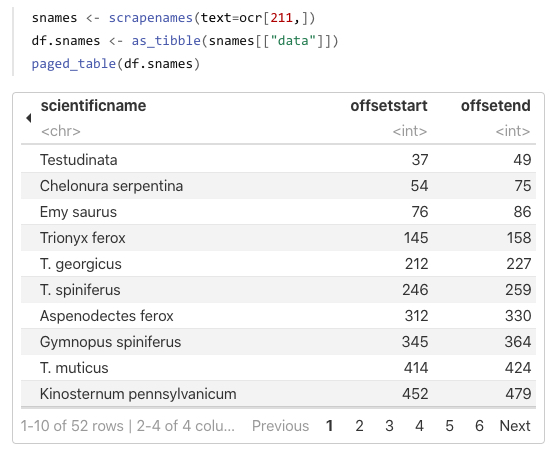 snames <- scrapenames(text=ocr[211,])
df.snames <- as_tibble(snames[["data"]])
paged_table(df.snames)
scientificname offsetstart offsetend
<chr> <int> <int>
Testudinata 37 49
Chelonura serpentina 54 75
Emy saurus 76 86
Trionyx ferox 145 158
T. georgicus 212 227
T. spiniferus 246 259
Aspenodectes ferox 312 330
Gymnopus spiniferus 345 364
T. muticus 414 424
Kinosternum pennsylvanicum 452 479
1-10 of 52 rows | 2-4 of 4 colu... Previous 1 2 3 4 5 6 Next